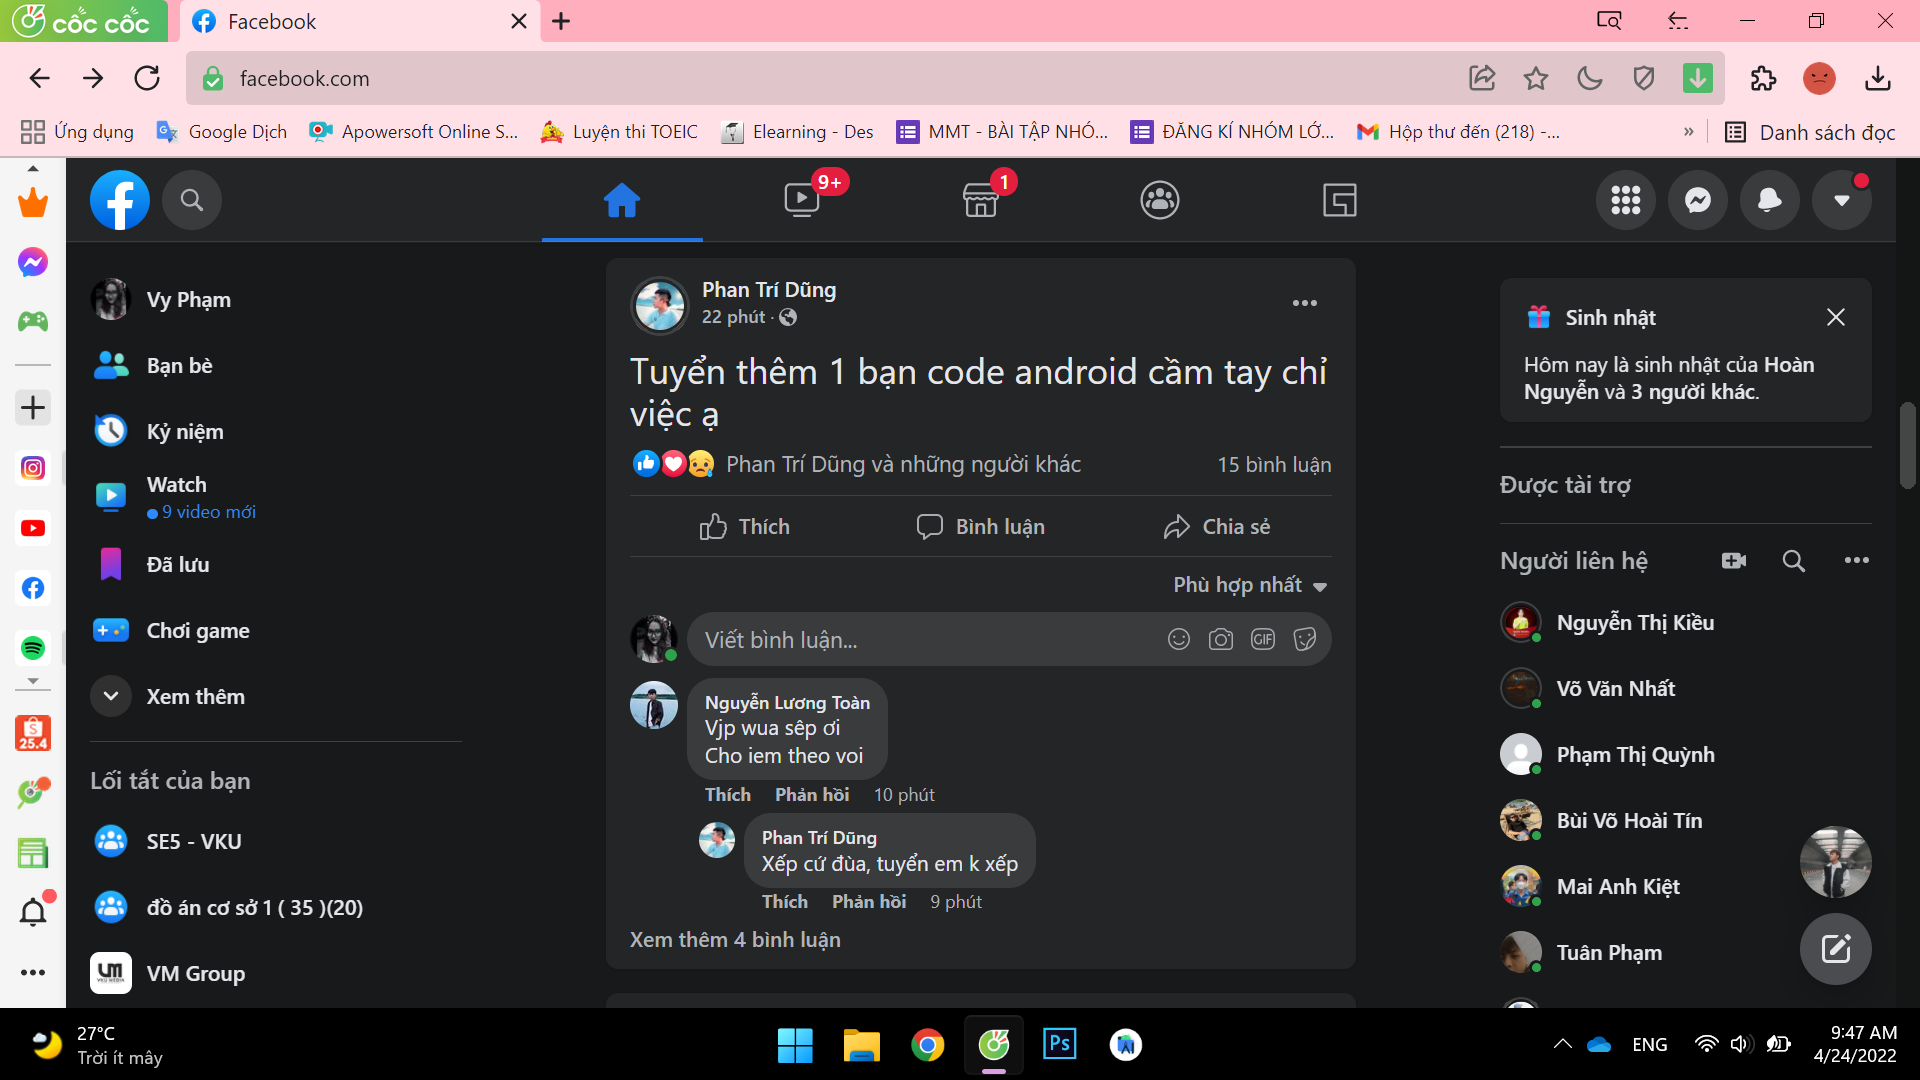 cốc cốc
Facebook
facebook.com
Ứng dụng
Google Dịch
Apowersoft Online S...
Luyện thi TOEIC
Elearning - Des
MMT - BÀI TẬP NHÓ...
ĐĂNG KÍ NHÓM LỚ...
Hộp thư đến (218) -...
»
Danh sách đọc
9+
1
Vy Phạm
Bạn bè
Kỷ niệm
Watch
9 video mới
Đã lưu
Chơi game
Xem thêm
Lối tắt của bạn
SE5 - VKU
đồ án cơ sở 1 ( 35 )(20)
VM Group
25.4
Phan Trí Dũng
22 phút ·
Tuyển thêm 1 bạn code android cầm tay chỉ
việc ạ
Phan Trí Dũng và những người khác
15 bình luận
Thích
Bình luận
Chia sẻ
Phù hợp nhất
Viết bình luận...
GIF
Nguyễn Lương Toàn
Vjp wua sêp ơi
Cho iem theo voi
Thích Phản hồi 10 phút
Phan Trí Dũng
Xếp cứ đùa, tuyển em k xếp
Thích Phản hồi 9 phút
Xem thêm 4 bình luận
Sinh nhật
Hôm nay là sinh nhật của Hoàn
Nguyễn và 3 người khác.
Được tài trợ
Người liên hệ
Nguyễn Thị Kiều
Võ Văn Nhất
Phạm Thị Quỳnh
Bùi Võ Hoài Tín
Mai Anh Kiệt
Tuân Phạm
27°C
Trời ít mây
Ps
ENG
9:47 AM
4/24/2022